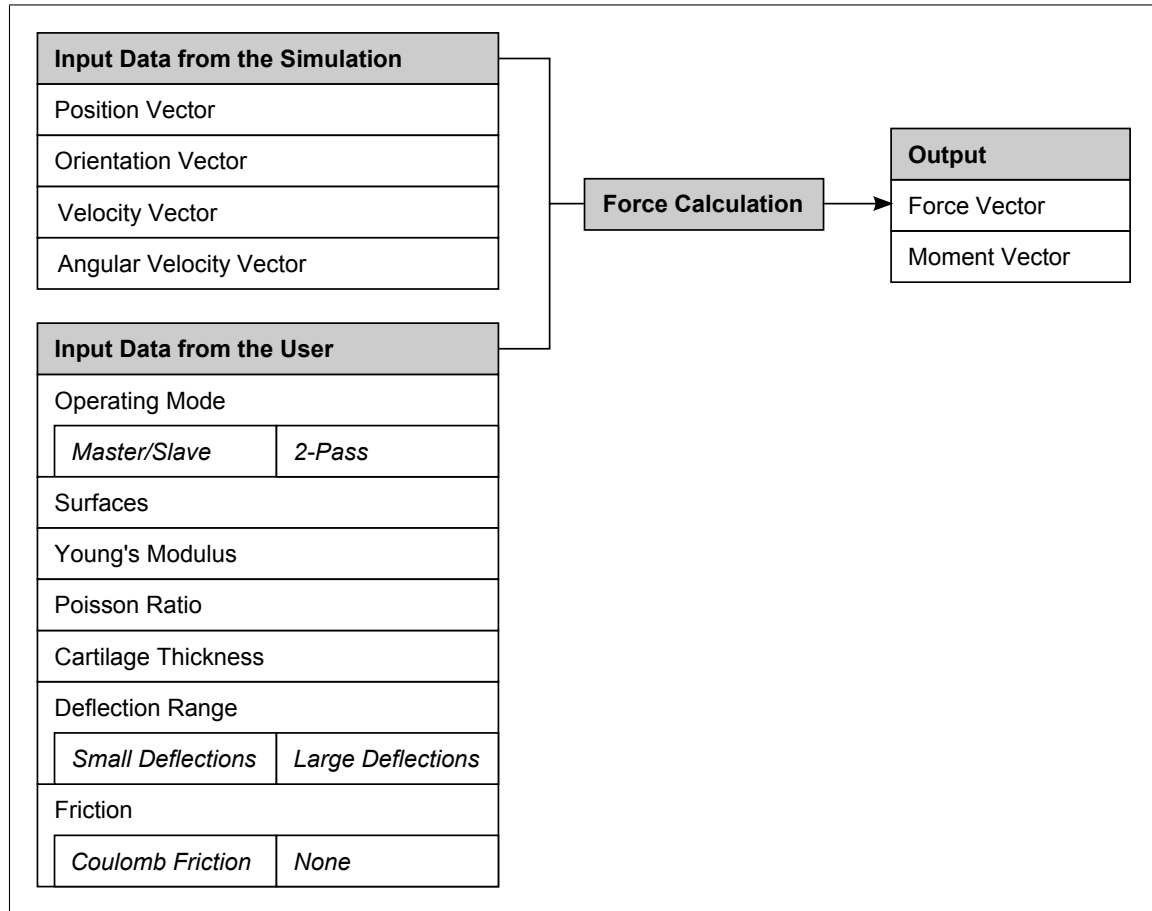 Input Data from the Simulation
Position Vector
Orientation Vector
Velocity Vector
Angular Velocity Vector
Input Data from the User
Operating Mode
Master/Slave
2-Pass
Surfaces
Young's Modulus
Poisson Ratio
Cartilage Thickness
Deflection Range
Small Deflections
Large Deflections
Friction
Coulomb Friction
None
Force Calculation
Output
Force Vector
Moment Vector